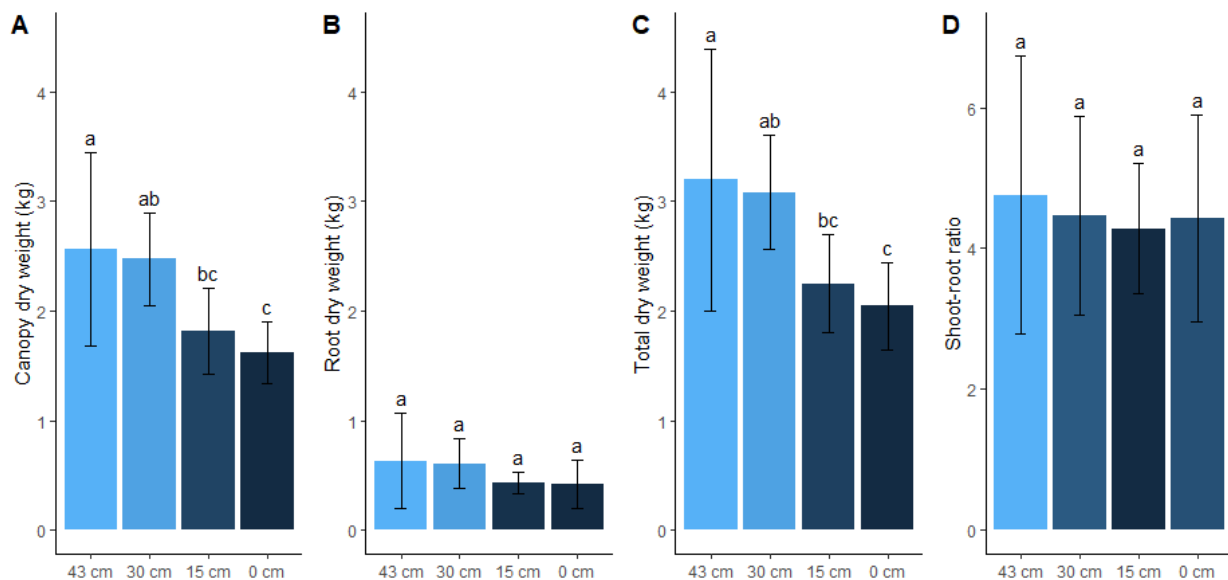 A
Canopy dry weight (kg)
4
3
2
1
0
a
ab
bc
c
43 cm 30 cm 15 cm 0 cm
B
Root dry weight (kg)
4
3
2
1
0
a
a
a
a
43 cm 30 cm 15 cm 0 cm
C
Total dry weight (kg)
4
3
2
1
0
a
ab
bc
c
43 cm 30 cm 15 cm 0 cm
D
Shoot-root ratio
6
4
2
0
a
a
a
a
43 cm 30 cm 15 cm 0 cm